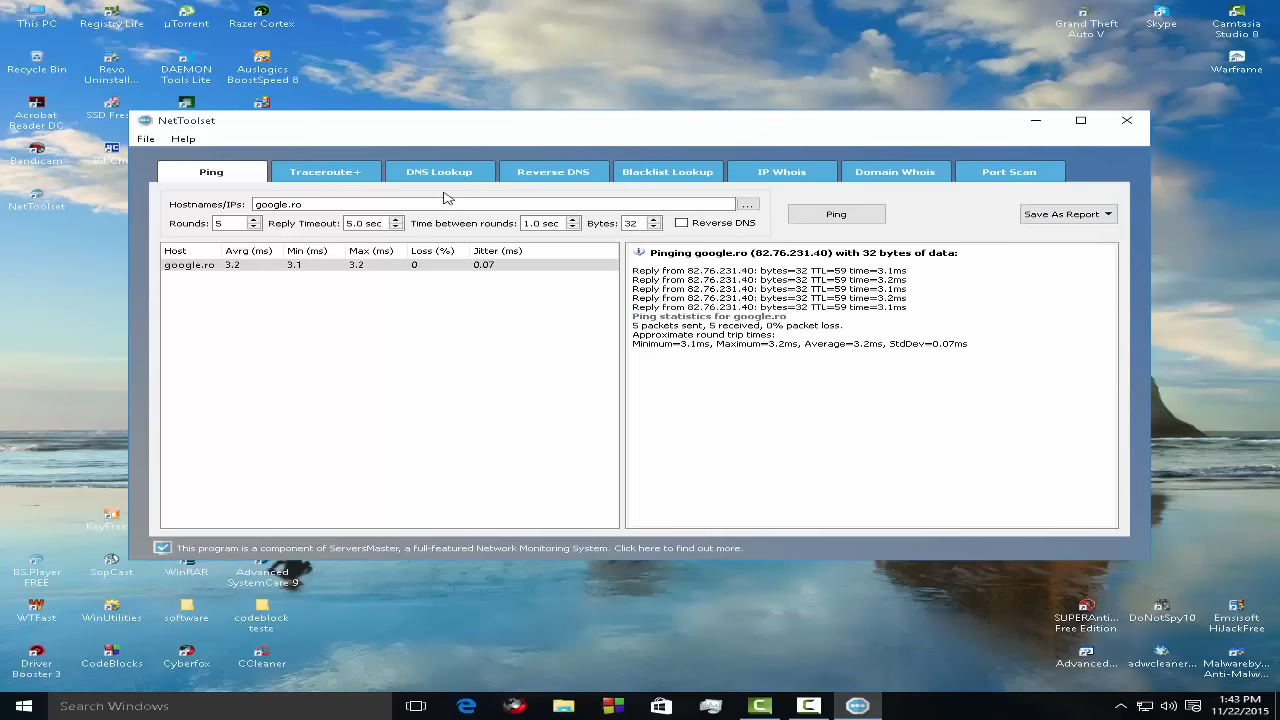 This PC
Registry Life
µTorrent
Razer Cortex
Grand Theft
Auto V
Skype
Camtasia
Studio 8
Recycle Bin
Revo
Uninstall...
DAEMON
Tools Lite
Auslogics
BoostSpeed 8
Warframe
Acrobat
Reader DC
SSD Fres
Bandicam
Bit Che
NetToolset
NetToolset
File
Help
Ping
Traceroute+
DNS Lookup
Reverse DNS
Blacklist Lookup
IP Whois
Domain Whois
Port Scan
Hostnames/IPs:
google.ro
...
Ping
Save As Report
Rounds: 5
Reply Timeout: 5.0 sec
Time between rounds: 1.0 sec
Bytes: 32
Reverse DNS
Host
Avrg (ms)
Min (ms)
Max (ms)
Loss (%)
Jitter (ms)
google.ro
3.2
3.1
3.2
0
0.07
Pinging google.ro (82.76.231.40) with 32 bytes of data:
Reply from 82.76.231.40: bytes=32 TTL=59 time=3.1ms
Reply from 82.76.231.40: bytes=32 TTL=59 time=3.2ms
Reply from 82.76.231.40: bytes=32 TTL=59 time=3.1ms
Reply from 82.76.231.40: bytes=32 TTL=59 time=3.2ms
Reply from 82.76.231.40: bytes=32 TTL=59 time=3.1ms
Ping statistics for google.ro
5 packets sent, 5 received, 0% packet loss.
Approximate round trip times:
Minimum=3.1ms, Maximum=3.2ms, Average=3.2ms, StdDev=0.07ms
KeyFree
This program is a component of ServersMaster, a full-featured Network Monitoring System. Click here to find out more.
BS.Player
FREE
SopCast
WinRAR
Advanced
SystemCare 9
WTFast
WinUtilities
software
codeblock
teste
SUPERAnti...
Free Edition
DoNotSpy10
Emsisoft
HiJackFree
Driver
Booster 3
CodeBlocks
Cyberfox
CCleaner
Advanced...
adwcleaner...
Malwareby...
Anti-Malw...
Search Windows
1:43 PM
11/22/2015